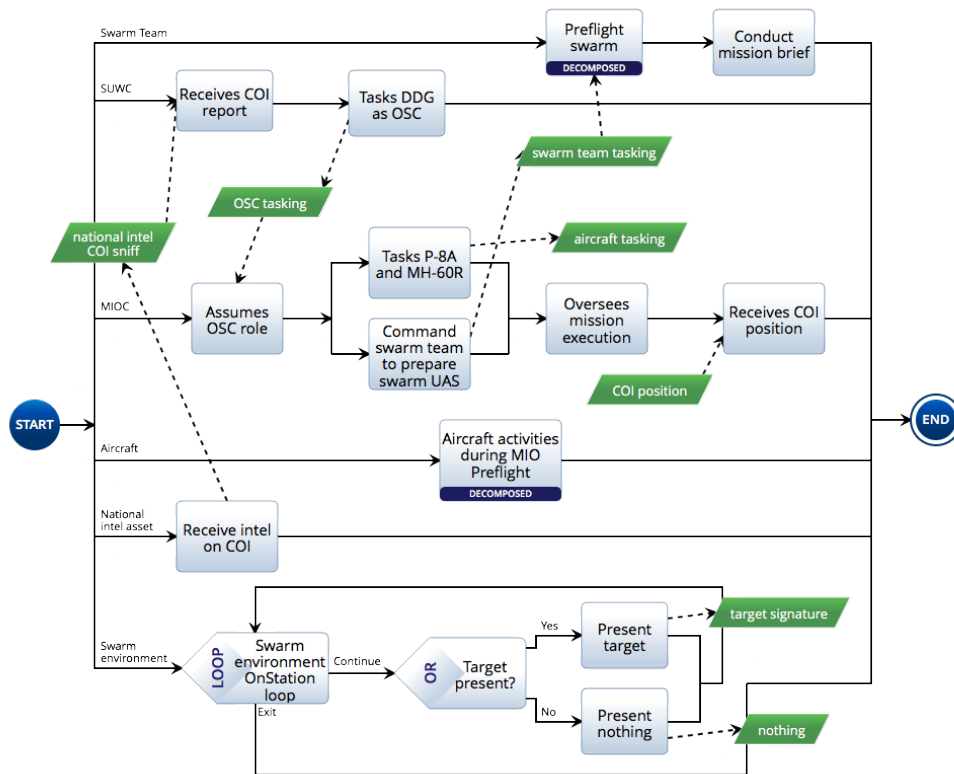 Swarm Team
Preflight
swarm
DECOMPOSED
Conduct
mission brief
SUWC
Receives COI
report
Tasks DDG
as OSC
swarm team tasking
OSC tasking
national intel
COI sniff
Tasks P-8A
and MH-60R
aircraft tasking
MIOC
Assumes
OSC role
Command
swarm team
to prepare
swarm UAS
Oversees
mission
execution
Receives COI
position
COI position
START
END
Aircraft
Aircraft activities
during MIO
Preflight
DECOMPOSED
National
intel asset
Receive intel
on COI
Swarm
environment
LOOP
Swarm
environment
OnStation
loop
Continue
Exit
OR
Target
present?
Yes
No
Present
target
target signature
Present
nothing
nothing